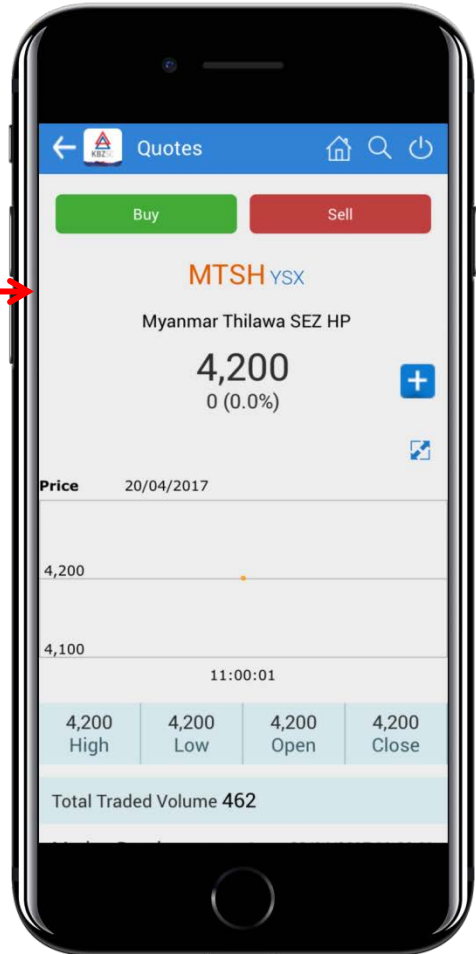 KBZSC Quotes
Buy Sell
MTSH YSX
Myanmar Thilawa SEZ HP
4,200
0 (0.0%)
Price 20/04/2017
4,200
4,100
11:00:01
4,200 4,200 4,200 4,200
High Low Open Close
Total Traded Volume 462